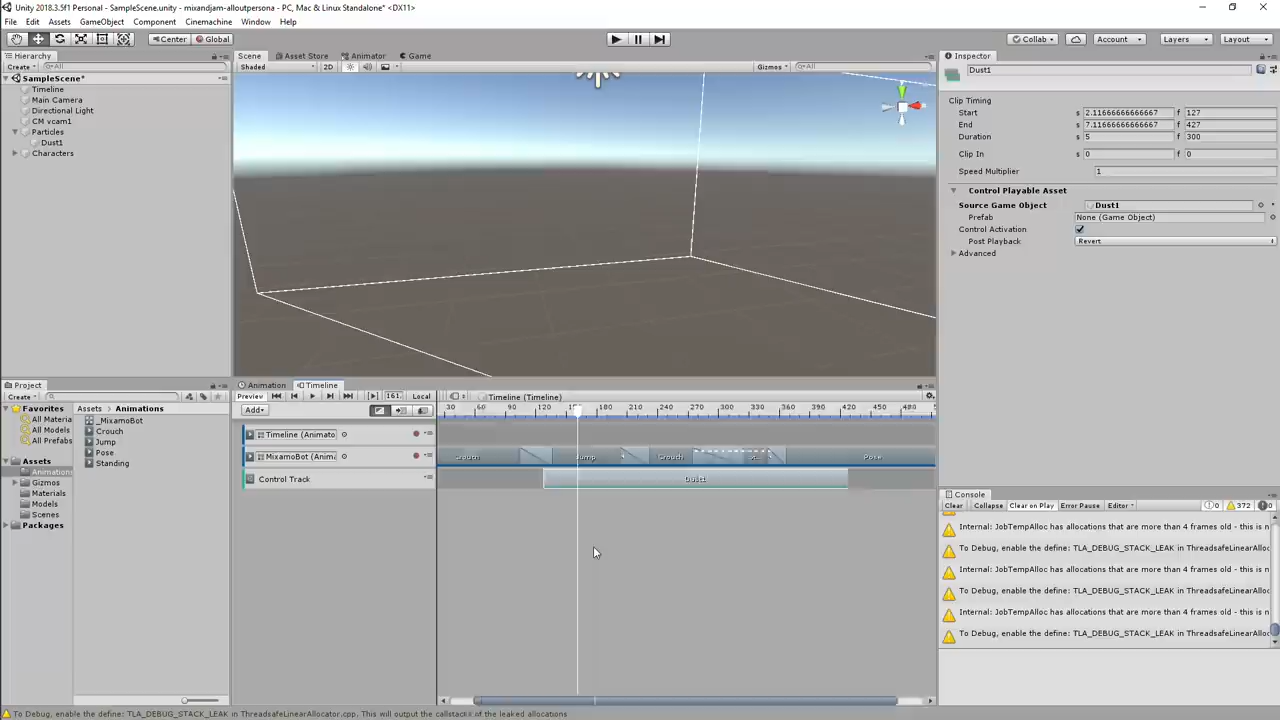 Unity 2018.3.5f1 Personal - SampleScene.unity - mixandjam-alloutpersona - PC, Mac & Linux Standalone* <DX11>
File Edit Assets GameObject Component Cinemachine Window Help
Center Global Collab Account Layers Layout
Hierarchy
Create All
SampleScene*
Timeline
Main Camera
Directional Light
CM vcam1
Particles
Dust1
Characters
Scene Asset Store Animator Game
Shaded 2D Gizmos All
Inspector
Dust1
Clip Timing
Start s 2.11666666666667 f 127
End s 7.11666666666667 f 427
Duration s 5 f 300
Clip In s 0 f 0
Speed Multiplier 1
Control Playable Asset
Source Game Object Dust1
Prefab None (Game Object)
Control Activation
Post Playback Revert
Advanced
Project
Create
Favorites
All Materia
All Models
All Prefabs
Assets
Animations
Gizmos
Materials
Models
Scenes
Packages
Assets Animations
_MixamoBot
Crouch
Jump
Pose
Standing
Animation Timeline
Preview 161 Local Timeline (Timeline)
Add 30 60 90 120 180 210 240 270 300 330 360 390 420 450 480
Timeline (Animato
MixamoBot (Anima Crouch Jump Crouch Pose
Control Track Dust1
Console
Clear Collapse Clear on Play Error Pause Editor 0 372 0
Internal: JobTempAlloc has allocations that are more than 4 frames old - this is n
To Debug, enable the define: TLA_DEBUG_STACK_LEAK in ThreadsafeLinearAlloc
Internal: JobTempAlloc has allocations that are more than 4 frames old - this is n
To Debug, enable the define: TLA_DEBUG_STACK_LEAK in ThreadsafeLinearAlloc
Internal: JobTempAlloc has allocations that are more than 4 frames old - this is n
To Debug, enable the define: TLA_DEBUG_STACK_LEAK in ThreadsafeLinearAlloc
To Debug, enable the define: TLA_DEBUG_STACK_LEAK in ThreadsafeLinearAllocator.cpp. This will output the callstacks of the leaked allocations